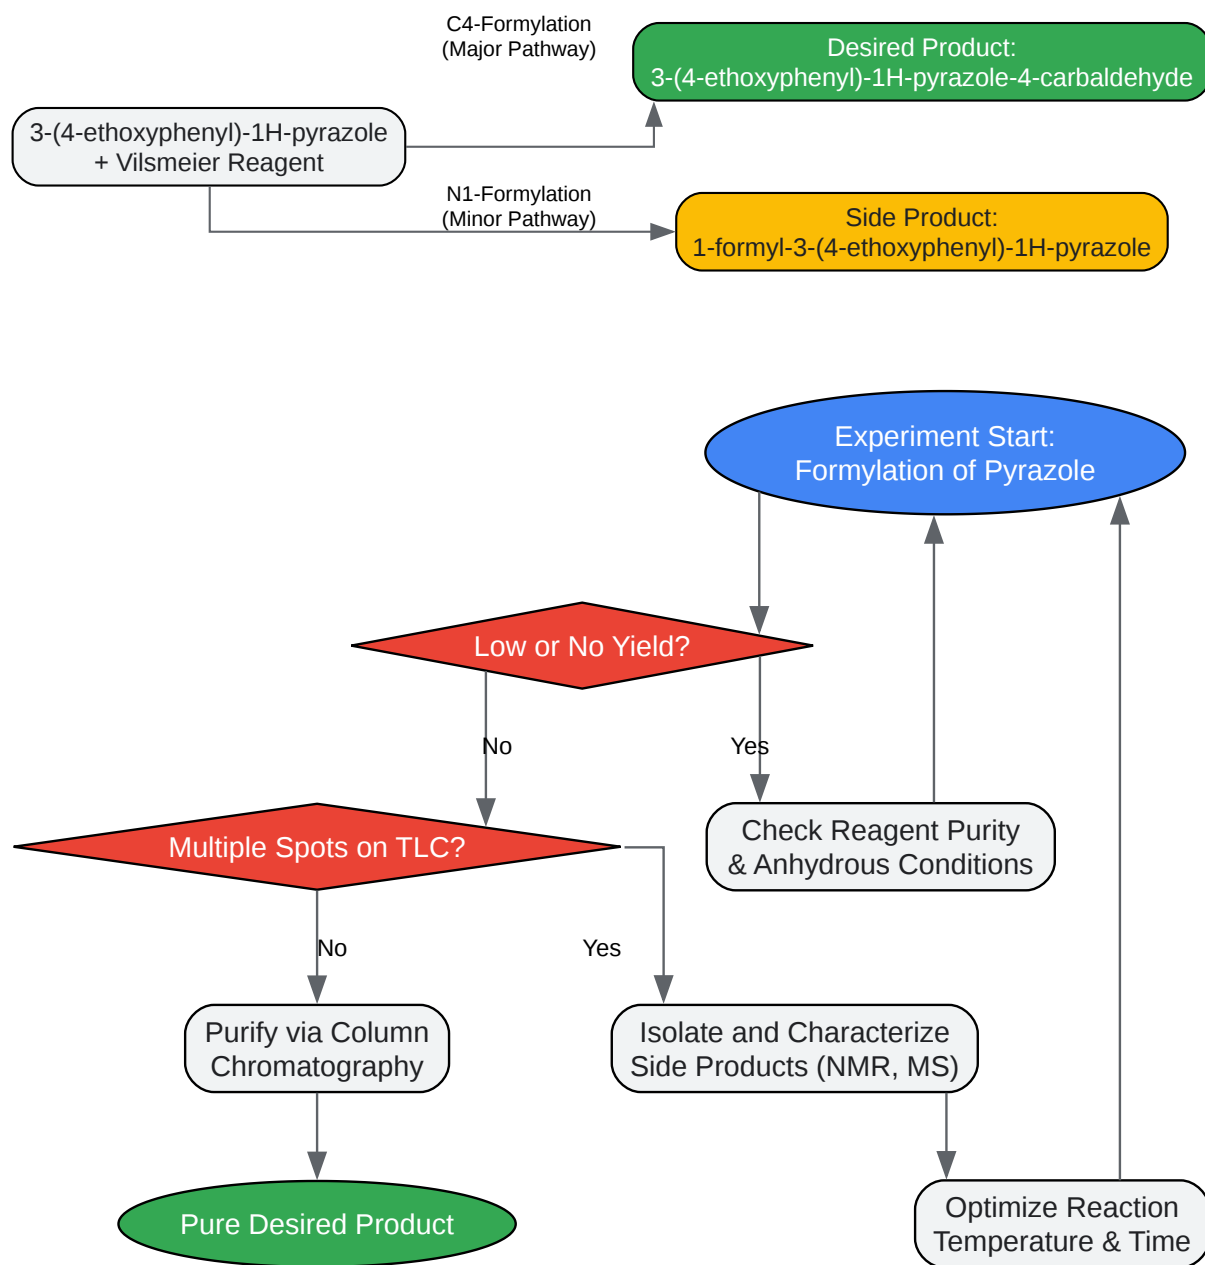 C4-Formylation
(Major Pathway)
Desired Product:
3-(4-ethoxyphenyl)-1H-pyrazole-4-carbaldehyde
3-(4-ethoxyphenyl)-1H-pyrazole
+ Vilsmeier Reagent
N1-Formylation
(Minor Pathway)
Side Product:
1-formyl-3-(4-ethoxyphenyl)-1H-pyrazole
Experiment Start:
Formylation of Pyrazole
Low or No Yield?
No
Yes
Multiple Spots on TLC?
Check Reagent Purity
& Anhydrous Conditions
No
Yes
Purify via Column
Chromatography
Isolate and Characterize
Side Products (NMR, MS)
Pure Desired Product
Optimize Reaction
Temperature & Time